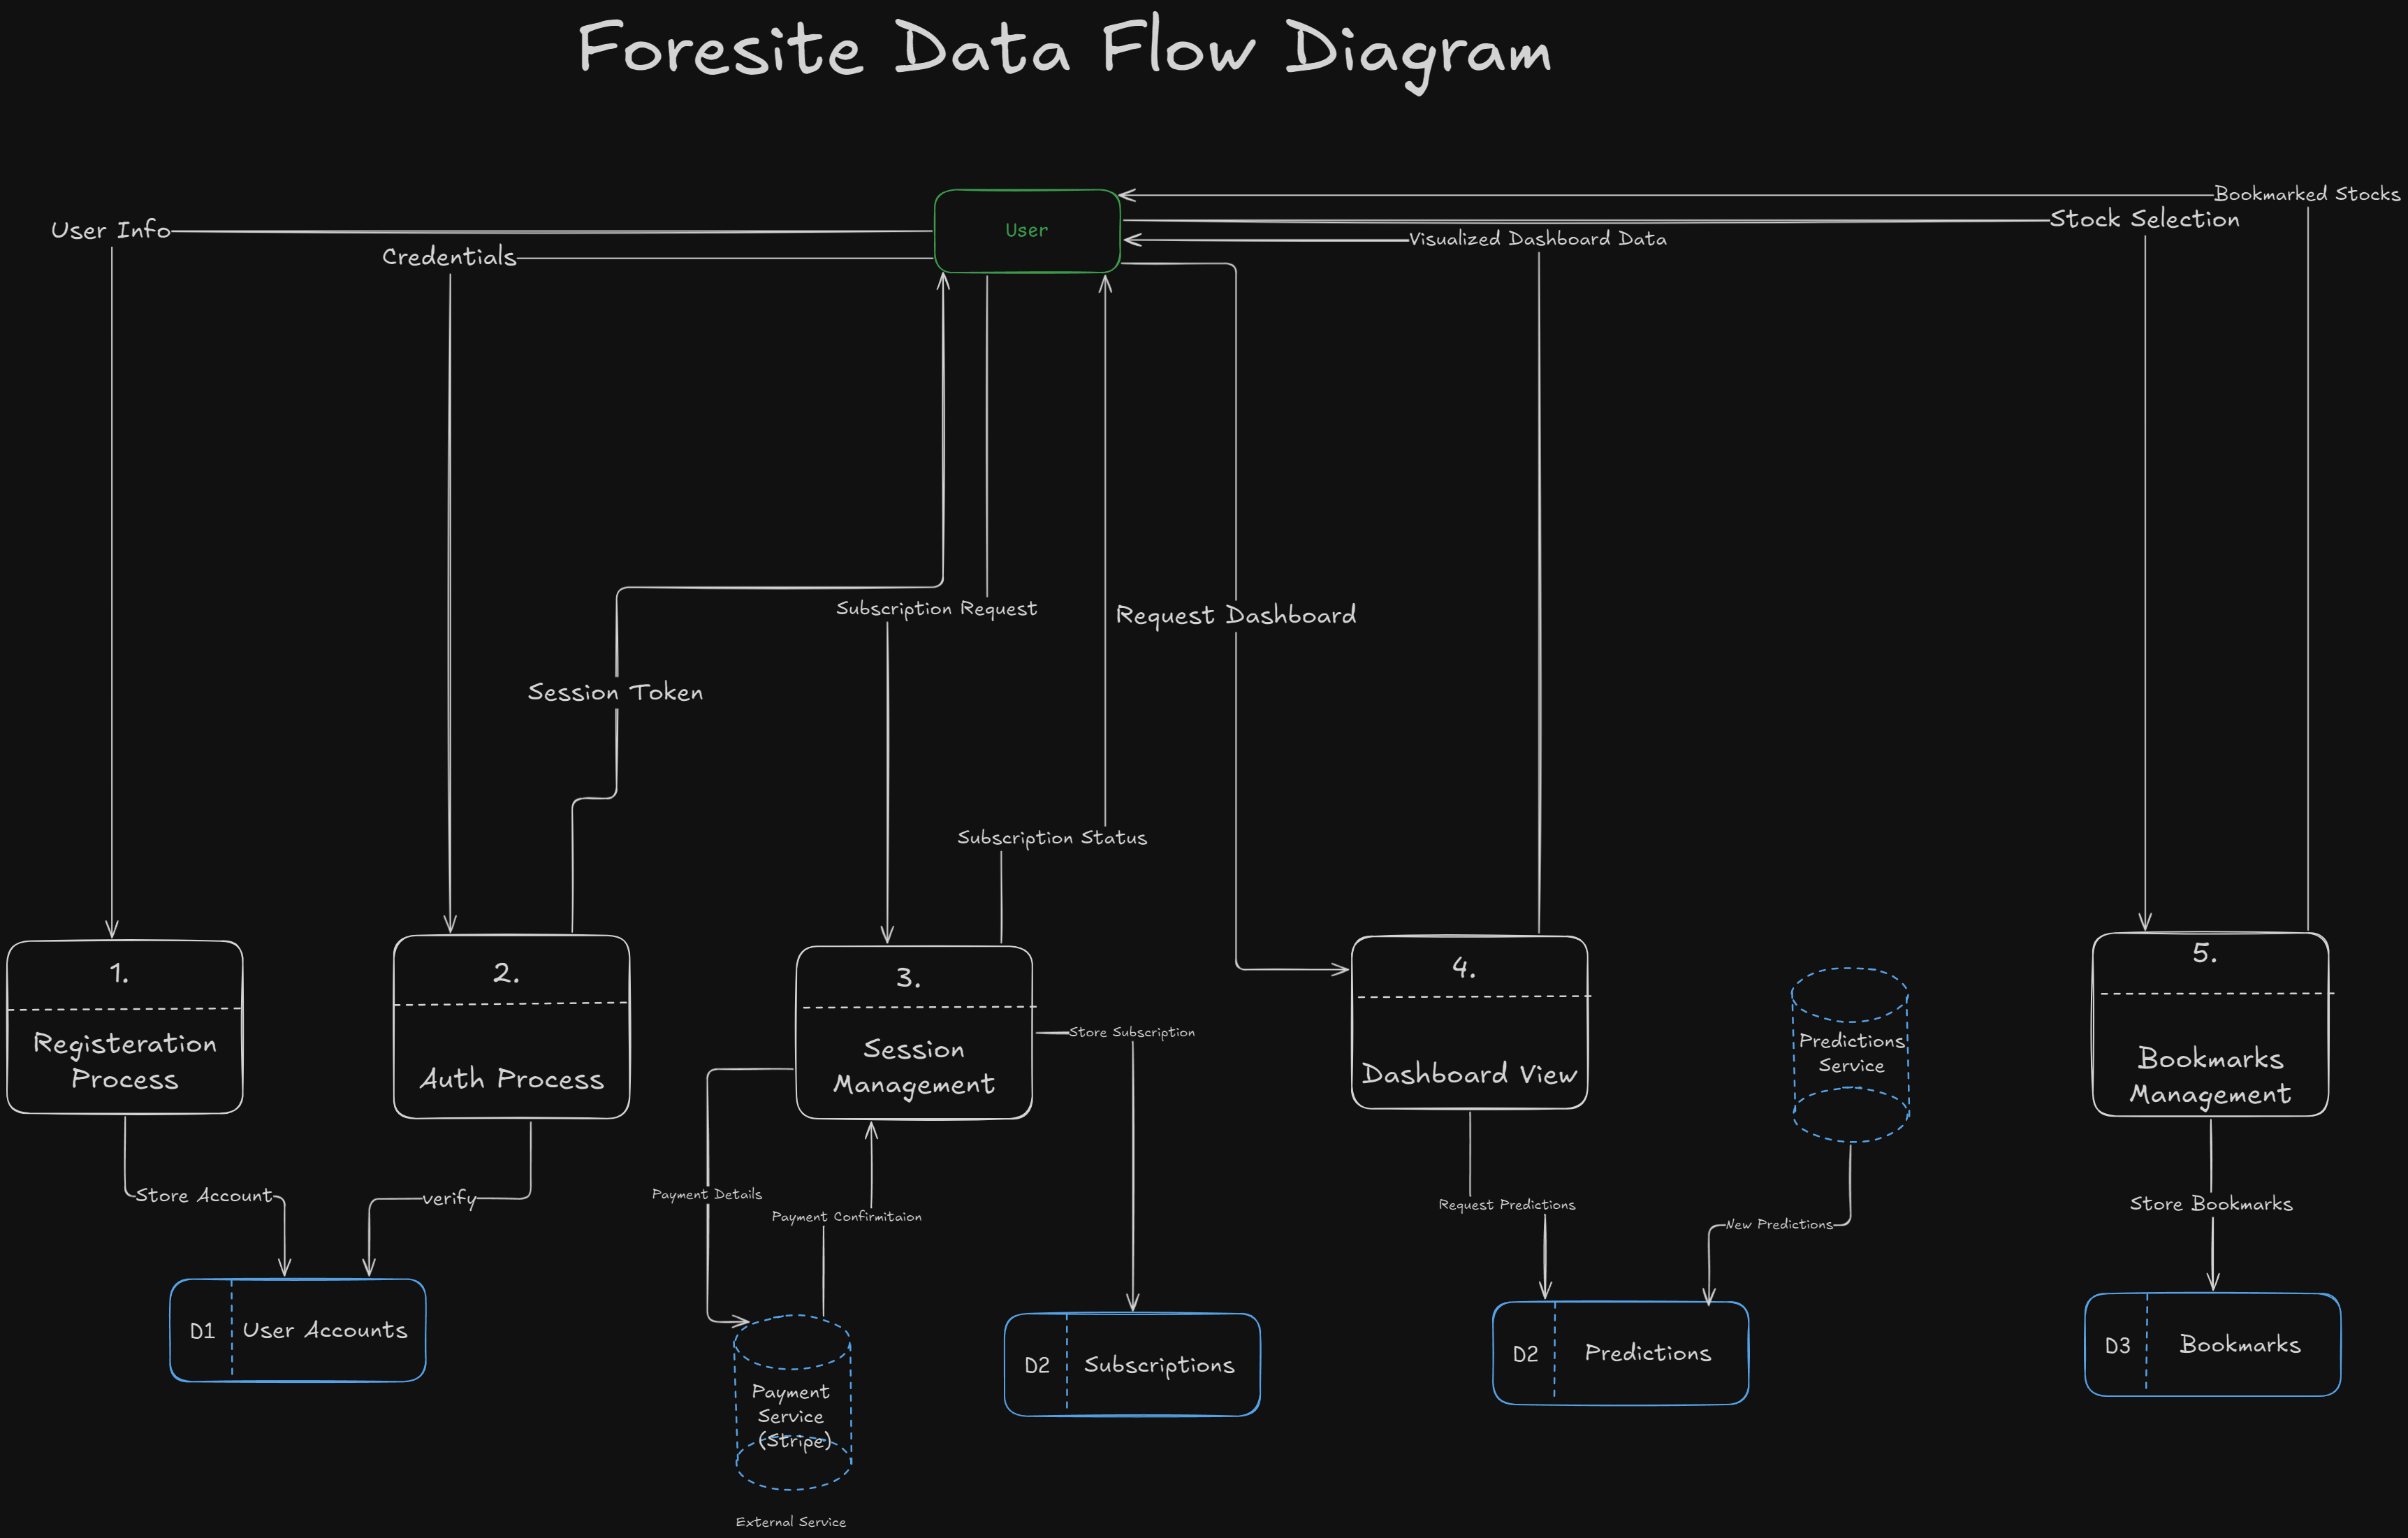 Foresite Data Flow Diagram
Bookmarked Stocks
User Info
User
Stock Selection
Visualized Dashboard Data
Credentials
Subscription Request
Request Dashboard
Session Token
Subscription Status
1.
Registeration
Process
2.
Auth Process
3.
Session
Management
4.
Dashboard View
Predictions
Service
5.
Bookmarks
Management
Store Subscription
Store Account
verify
Payment Details
Payment Confirmitaion
Request Predictions
New Predictions
Store Bookmarks
D1
User Accounts
Payment
Service
(Stripe)
D2
Subscriptions
D2
Predictions
D3
Bookmarks
External Service